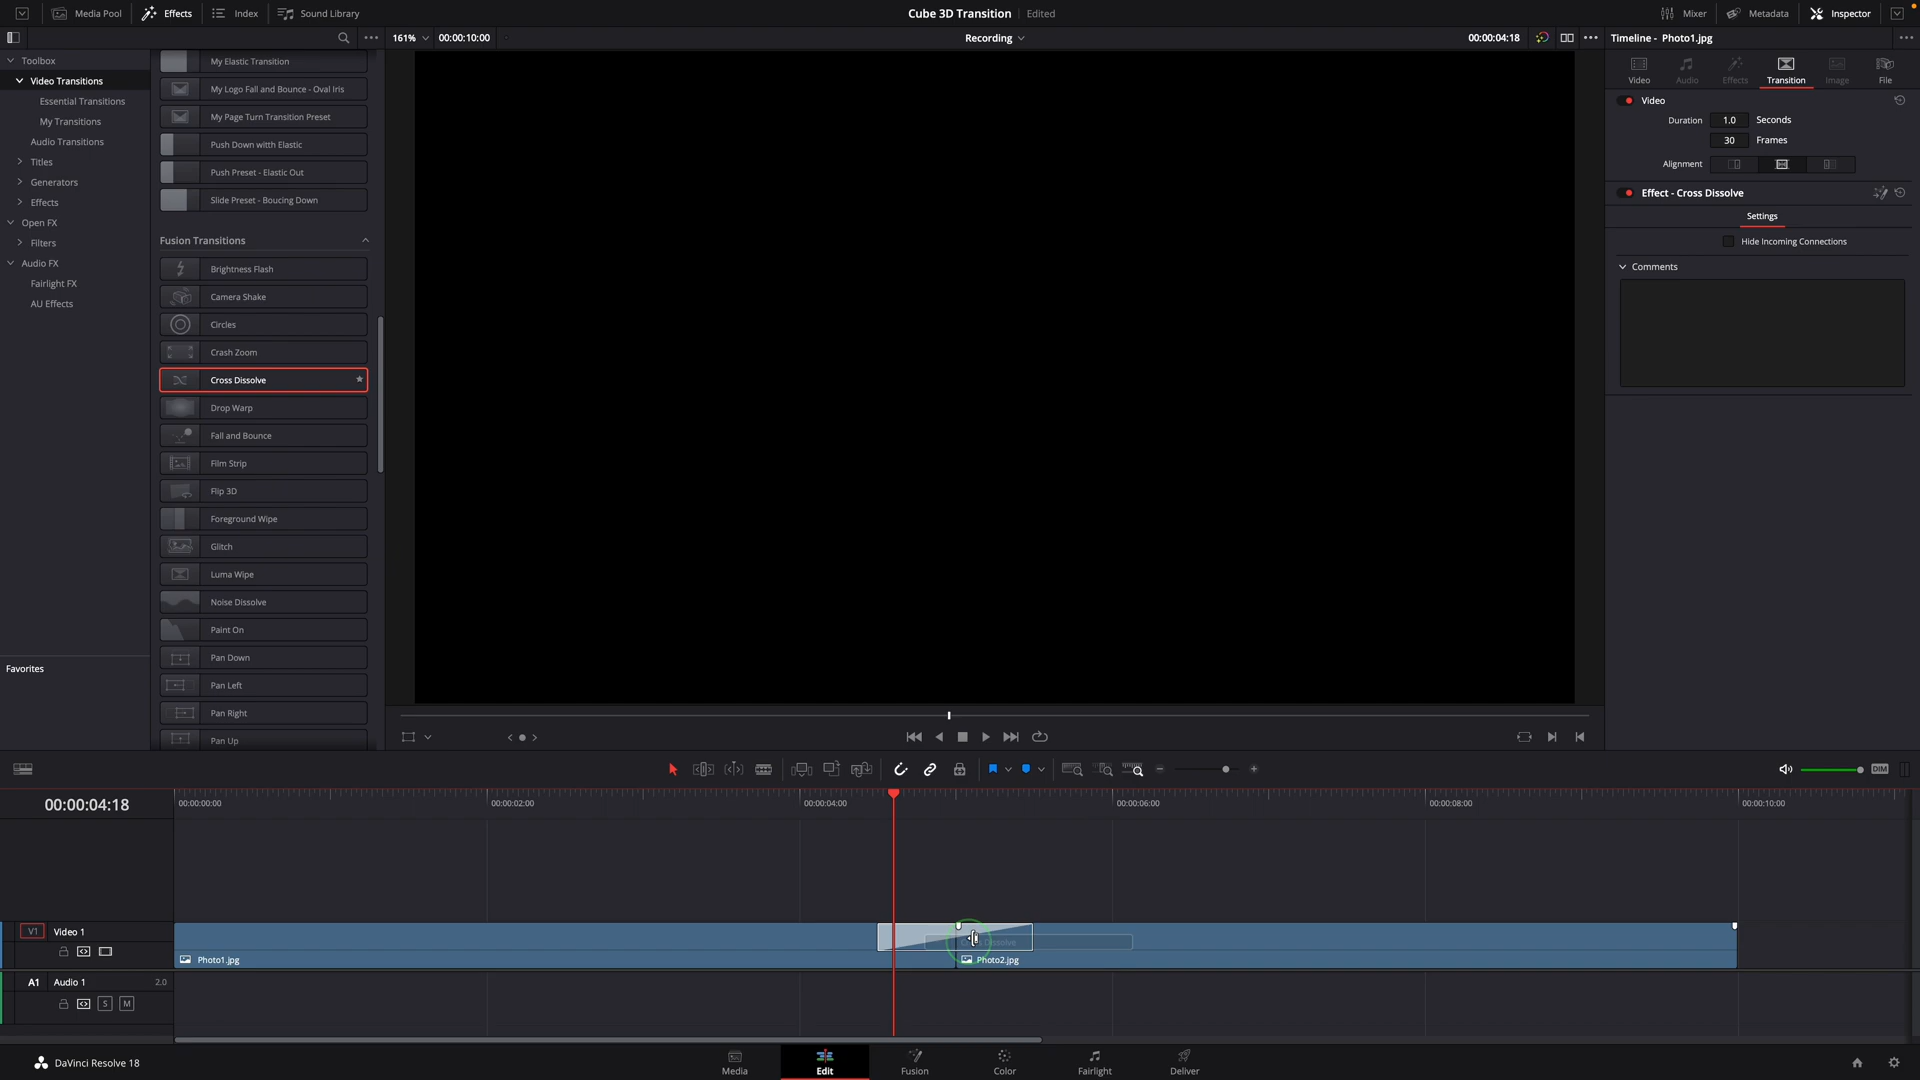 Media Pool
Effects
Index
Sound Library
Cube 3D Transition
Edited
Mixer
Metadata
Inspector
161%
00:00:10:00
Recording
00:00:04:18
Timeline - Photo1.jpg
Toolbox
Video Transitions
Essential Transitions
My Transitions
Audio Transitions
Titles
Generators
Effects
Open FX
Filters
Audio FX
Fairlight FX
AU Effects
Favorites
My Elastic Transition
My Logo Fall and Bounce - Oval Iris
My Page Turn Transition Preset
Push Down witth Elastic
Push Preset - Elastic Out
Slide Preset - Boucing Down
Fusion Transitions
Brightness Flash
Camera Shake
Circles
Crash Zoom
Cross Dissolve
Drop Warp
Fall and Bounce
Film Strip
Flip 3D
Foreground Wipe
Glitch
Luma Wipe
Noise Dissolve
Paint On
Pan Down
Pan Left
Pan Right
Pan Up
Video
Audio
Effects
Transition
Image
File
Video
Duration 1.0 Seconds
30 Frames
Alignment
Effect - Cross Dissolve
Settings
Hide Incoming Connections
Comments
DIM
00:00:04:18
00:00:00:00
00:00:02:00
00:00:04:00
00:00:06:00
00:00:08:00
00:00:10:00
V1 Video 1
Photo1.jpg
Photo2.jpg
A1 Audio 1 2.0
S M
DaVinci Resolve 18
Media
Edit
Fusion
Color
Fairlight
Deliver